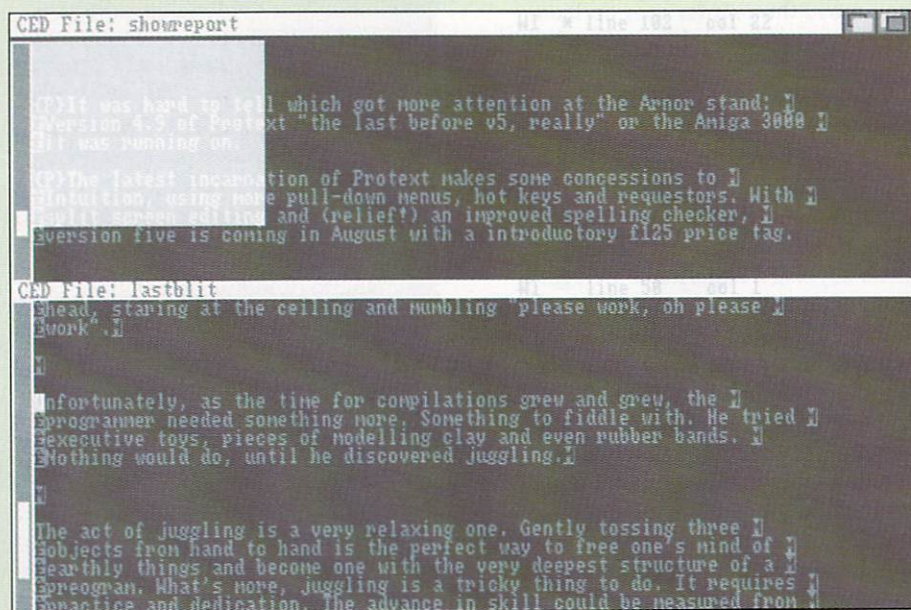 CED File: showreport WI * line 102 col 22
(P)It was hard to tell which got more attention at the Arnor stand:
Version 4.3 of Protext "the last before v5, really" or the Amiga 3000
it was running on.
(P)The latest incarnation of Protext makes some concessions to
Intuition, using more pull-down menus, hot keys and requestors. With
split screen editing and (relief!) an improved spelling checker,
version five is coming in August with a introductory £125 price tag.
CED File: lastblit WI line 50 col 1
head, staring at the ceiling and mumbling "please work, oh please
work".
Unfortunately, as the time for compilations grew and grew, the
programmer needed something more. Something to fiddle with. He tried
executive toys, pieces of modelling clay and even rubber bands.
Nothing would do, until he discovered juggling.
The act of juggling is a very relaxing one. Gently tossing three
objects from hand to hand is the perfect way to free one's mind of
earthly things and become one with the very deepest structure of a
preogram. What's more, juggling is a tricky thing to do. It requires
practice and dedication. The advance in skill could be measured from